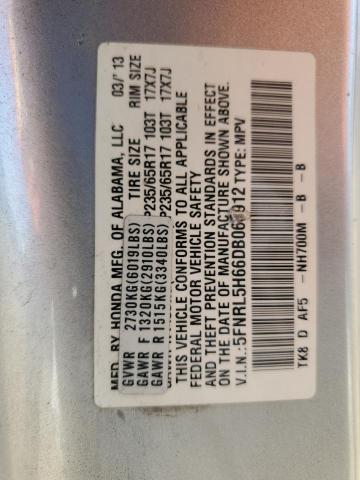 MFD. BY HONDA MFG. OF ALABAMA, LLC 03/'13
GVWR 2730KG(6019LBS) TIRE SIZE RIM SIZE
GAWR F 1320KG(2910LBS) P235/65R17 103T 17X7J
GAWR R 1515KG(3340LBS) P235/65R17 103T 17X7J
THIS VEHICLE CONFORMS TO ALL APPLICABLE
FEDERAL MOTOR VEHICLE SAFETY
AND THEFT PREVENTION STANDARDS IN EFFECT
ON THE DATE OF MANUFACTURE SHOWN ABOVE.
V.I.N.: TYPE: MPV
TK8 D AF5 -NH700M - B - B